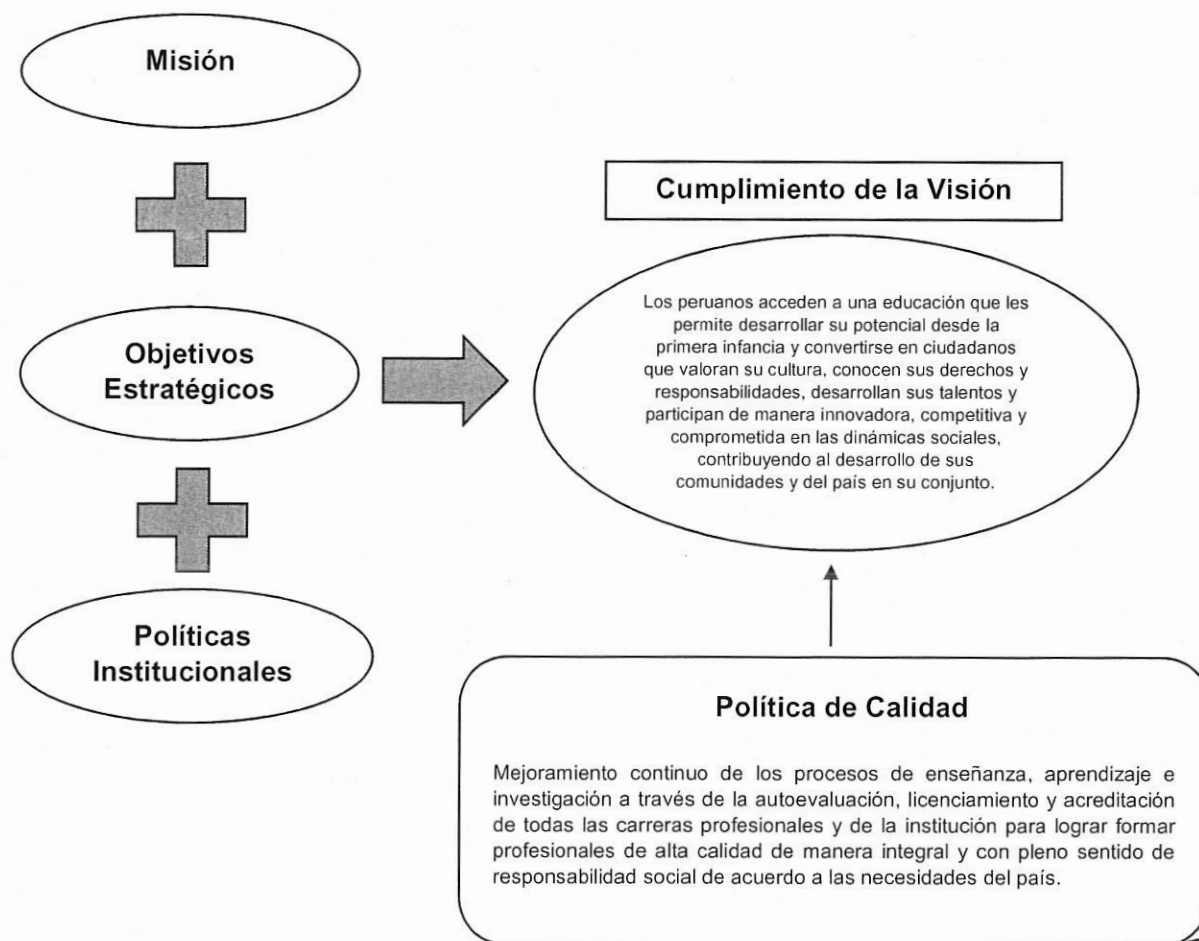 Misión
Objetivos
Estratégicos
Políticas
Institucionales
Cumplimiento de la Visión
Los peruanos acceden a una educación que les
permite desarrollar su potencial desde la
primera infancia y convertirse en ciudadanos
que valoran su cultura, conocen sus derechos y
responsabilidades, desarrollan sus talentos y
participan de manera innovadora, competitiva y
comprometida en las dinámicas sociales,
contribuyendo al desarrollo de sus
comunidades y del país en su conjunto.
Política de Calidad
Mejoramiento continuo de los procesos de enseñanza, aprendizaje e
investigación a través de la autoevaluación, licenciamiento y acreditación
de todas las carreras profesionales y de la institución para lograr formar
profesionales de alta calidad de manera integral y con pleno sentido de
responsabilidad social de acuerdo a las necesidades del país.